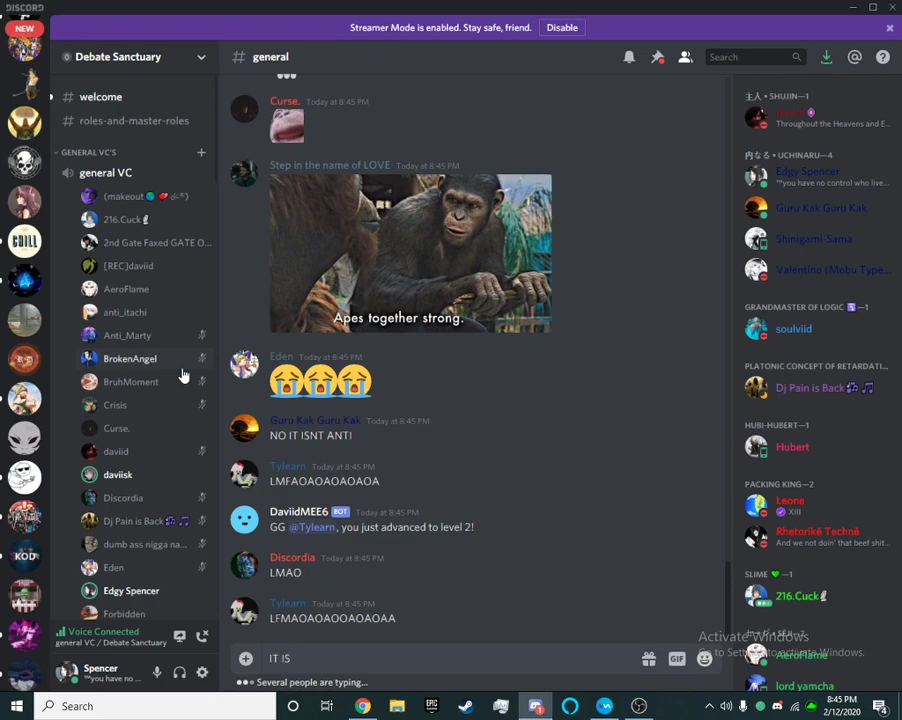 DISCORD
NEW
Streamer Mode is enabled. Stay safe, friend.
Disable
Debate Sanctuary
# general
Search
# welcome
# roles-and-master-roles
GENERAL VC'S
general VC
(makeout
216.Cuck
2nd Gate Faxed GATE O...
[REC]daviid
AeroFlame
anti_itachi
Anti_Marty
BrokenAngel
BruhMoment
Crisis
Curse.
daviid
daviisk
Discordia
Dj Pain is Back
dumb ass nigga na...
Eden
Edgy Spencer
Forbidden
Voice Connected
general VC / Debate Sanctuary
Spencer
"you have no ...
Curse. Today at 8:45 PM
Step in the name of LOVE Today at 8:45 PM
Apes together strong.
Eden Today at 8:45 PM
😭😭😭
Guru Kak Guru Kak Today at 8:45 PM
NO IT ISNT ANTI
Tylearn Today at 8:45 PM
LMFAOAOAOAOAOA
DaviidMEE6 BOT Today at 8:45 PM
GG @Tylearn, you just advanced to level 2!
Discordia Today at 8:45 PM
LMAO
Tylearn Today at 8:45 PM
LFMAOAOAOOAOAOAA
IT IS
GIF
Several people are typing...
主人 • SHUJIN—1
Throughout the Heavens and E...
内なる • UCHINARU—4
Edgy Spencer
"you have no control who live...
Guru Kak Guru Kak
Shinigami-Sama
Valentino (Mobu Type...
GRANDMASTER OF LOGIC —1
soulviid
PLATONIC CONCEPT OF RETARDATI...
Dj Pain is Back
HUBI-HUBERT—1
Hubert
PACKING KING—2
Leone
XIII
Rhetorikê Technê
And we not doin' that beef shit...
SLIME 💚—1
216.Cuck
AeroFlame
lord yamcha
Activate Windows
Go to Settings to activate Windows.
CHILL
KOD
Search
8:45 PM
2/12/2020
4